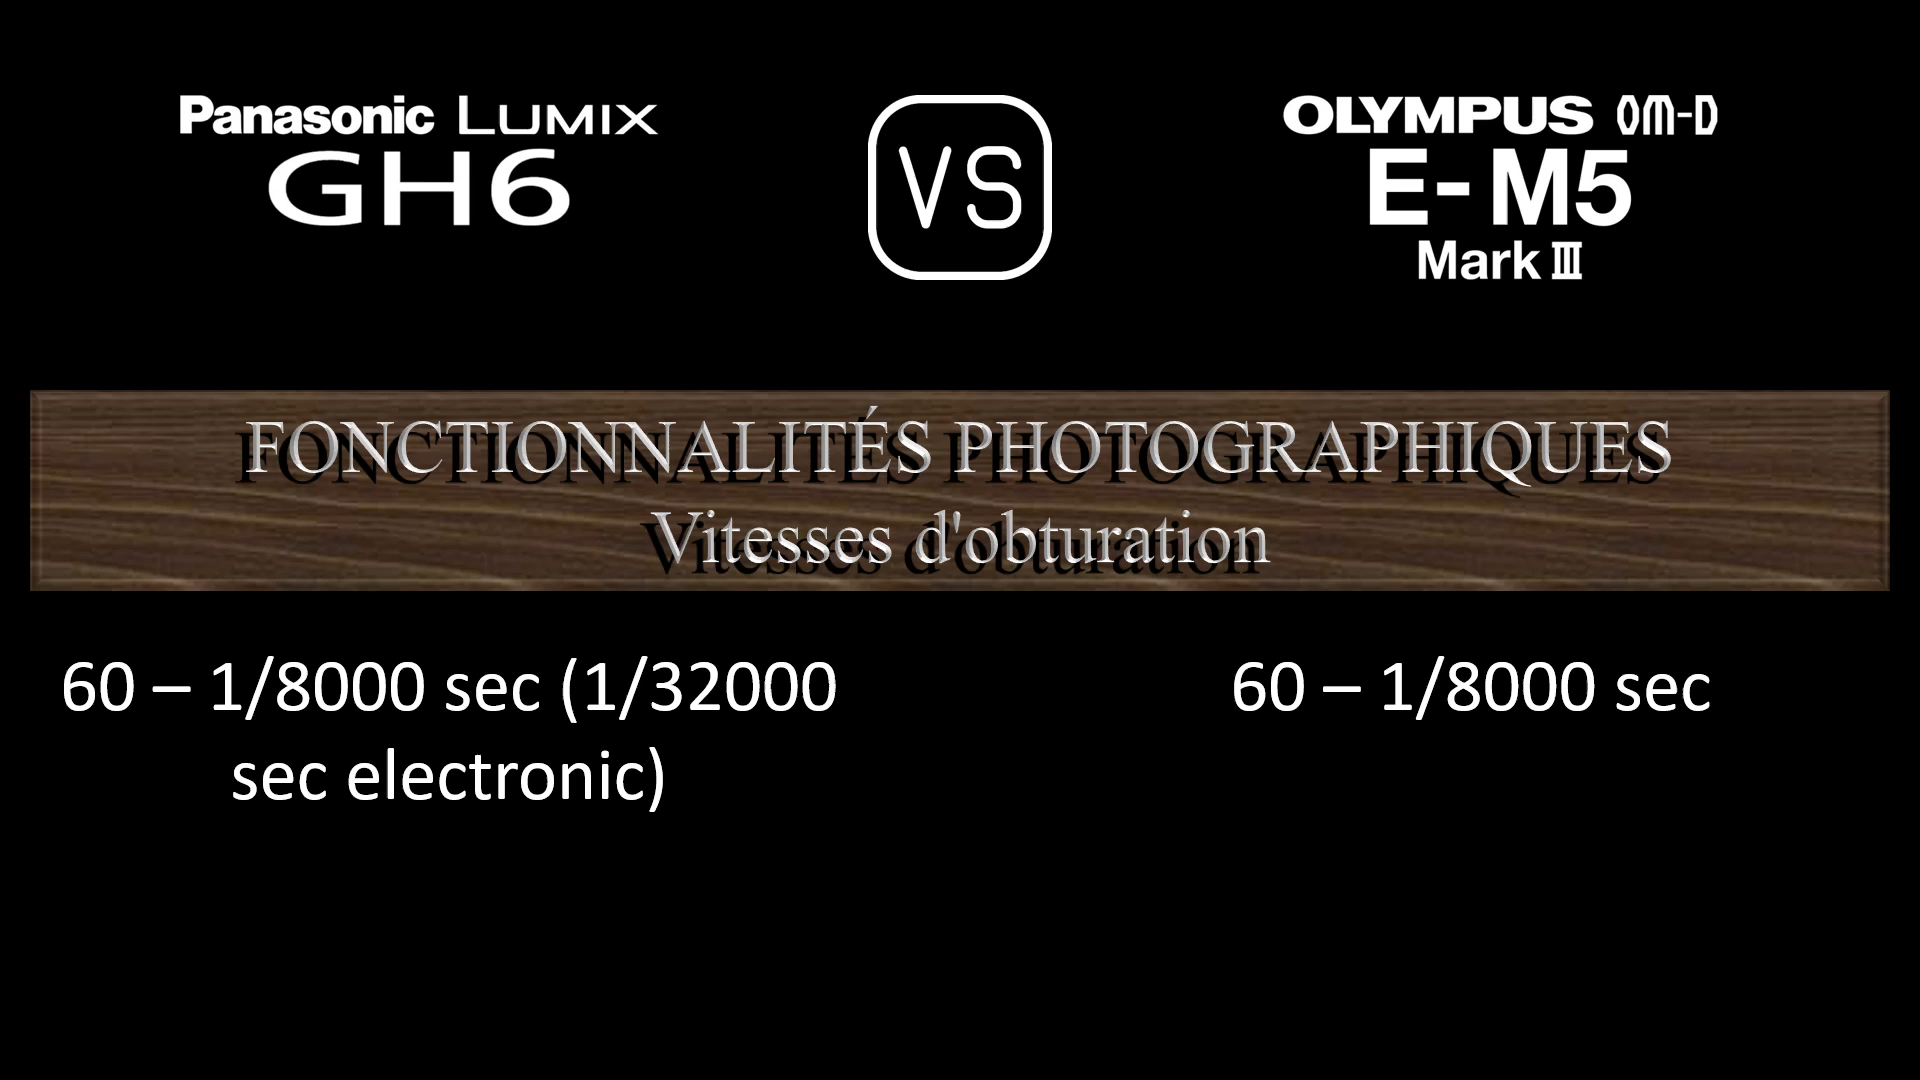 Panasonic LUMIX
GH6
VS
OLYMPUS OM-D
E-M5
Mark III
FONCTIONNALITÉS PHOTOGRAPHIQUES
Vitesses d'obturation
60 – 1/8000 sec (1/32000
sec electronic)
60 – 1/8000 sec